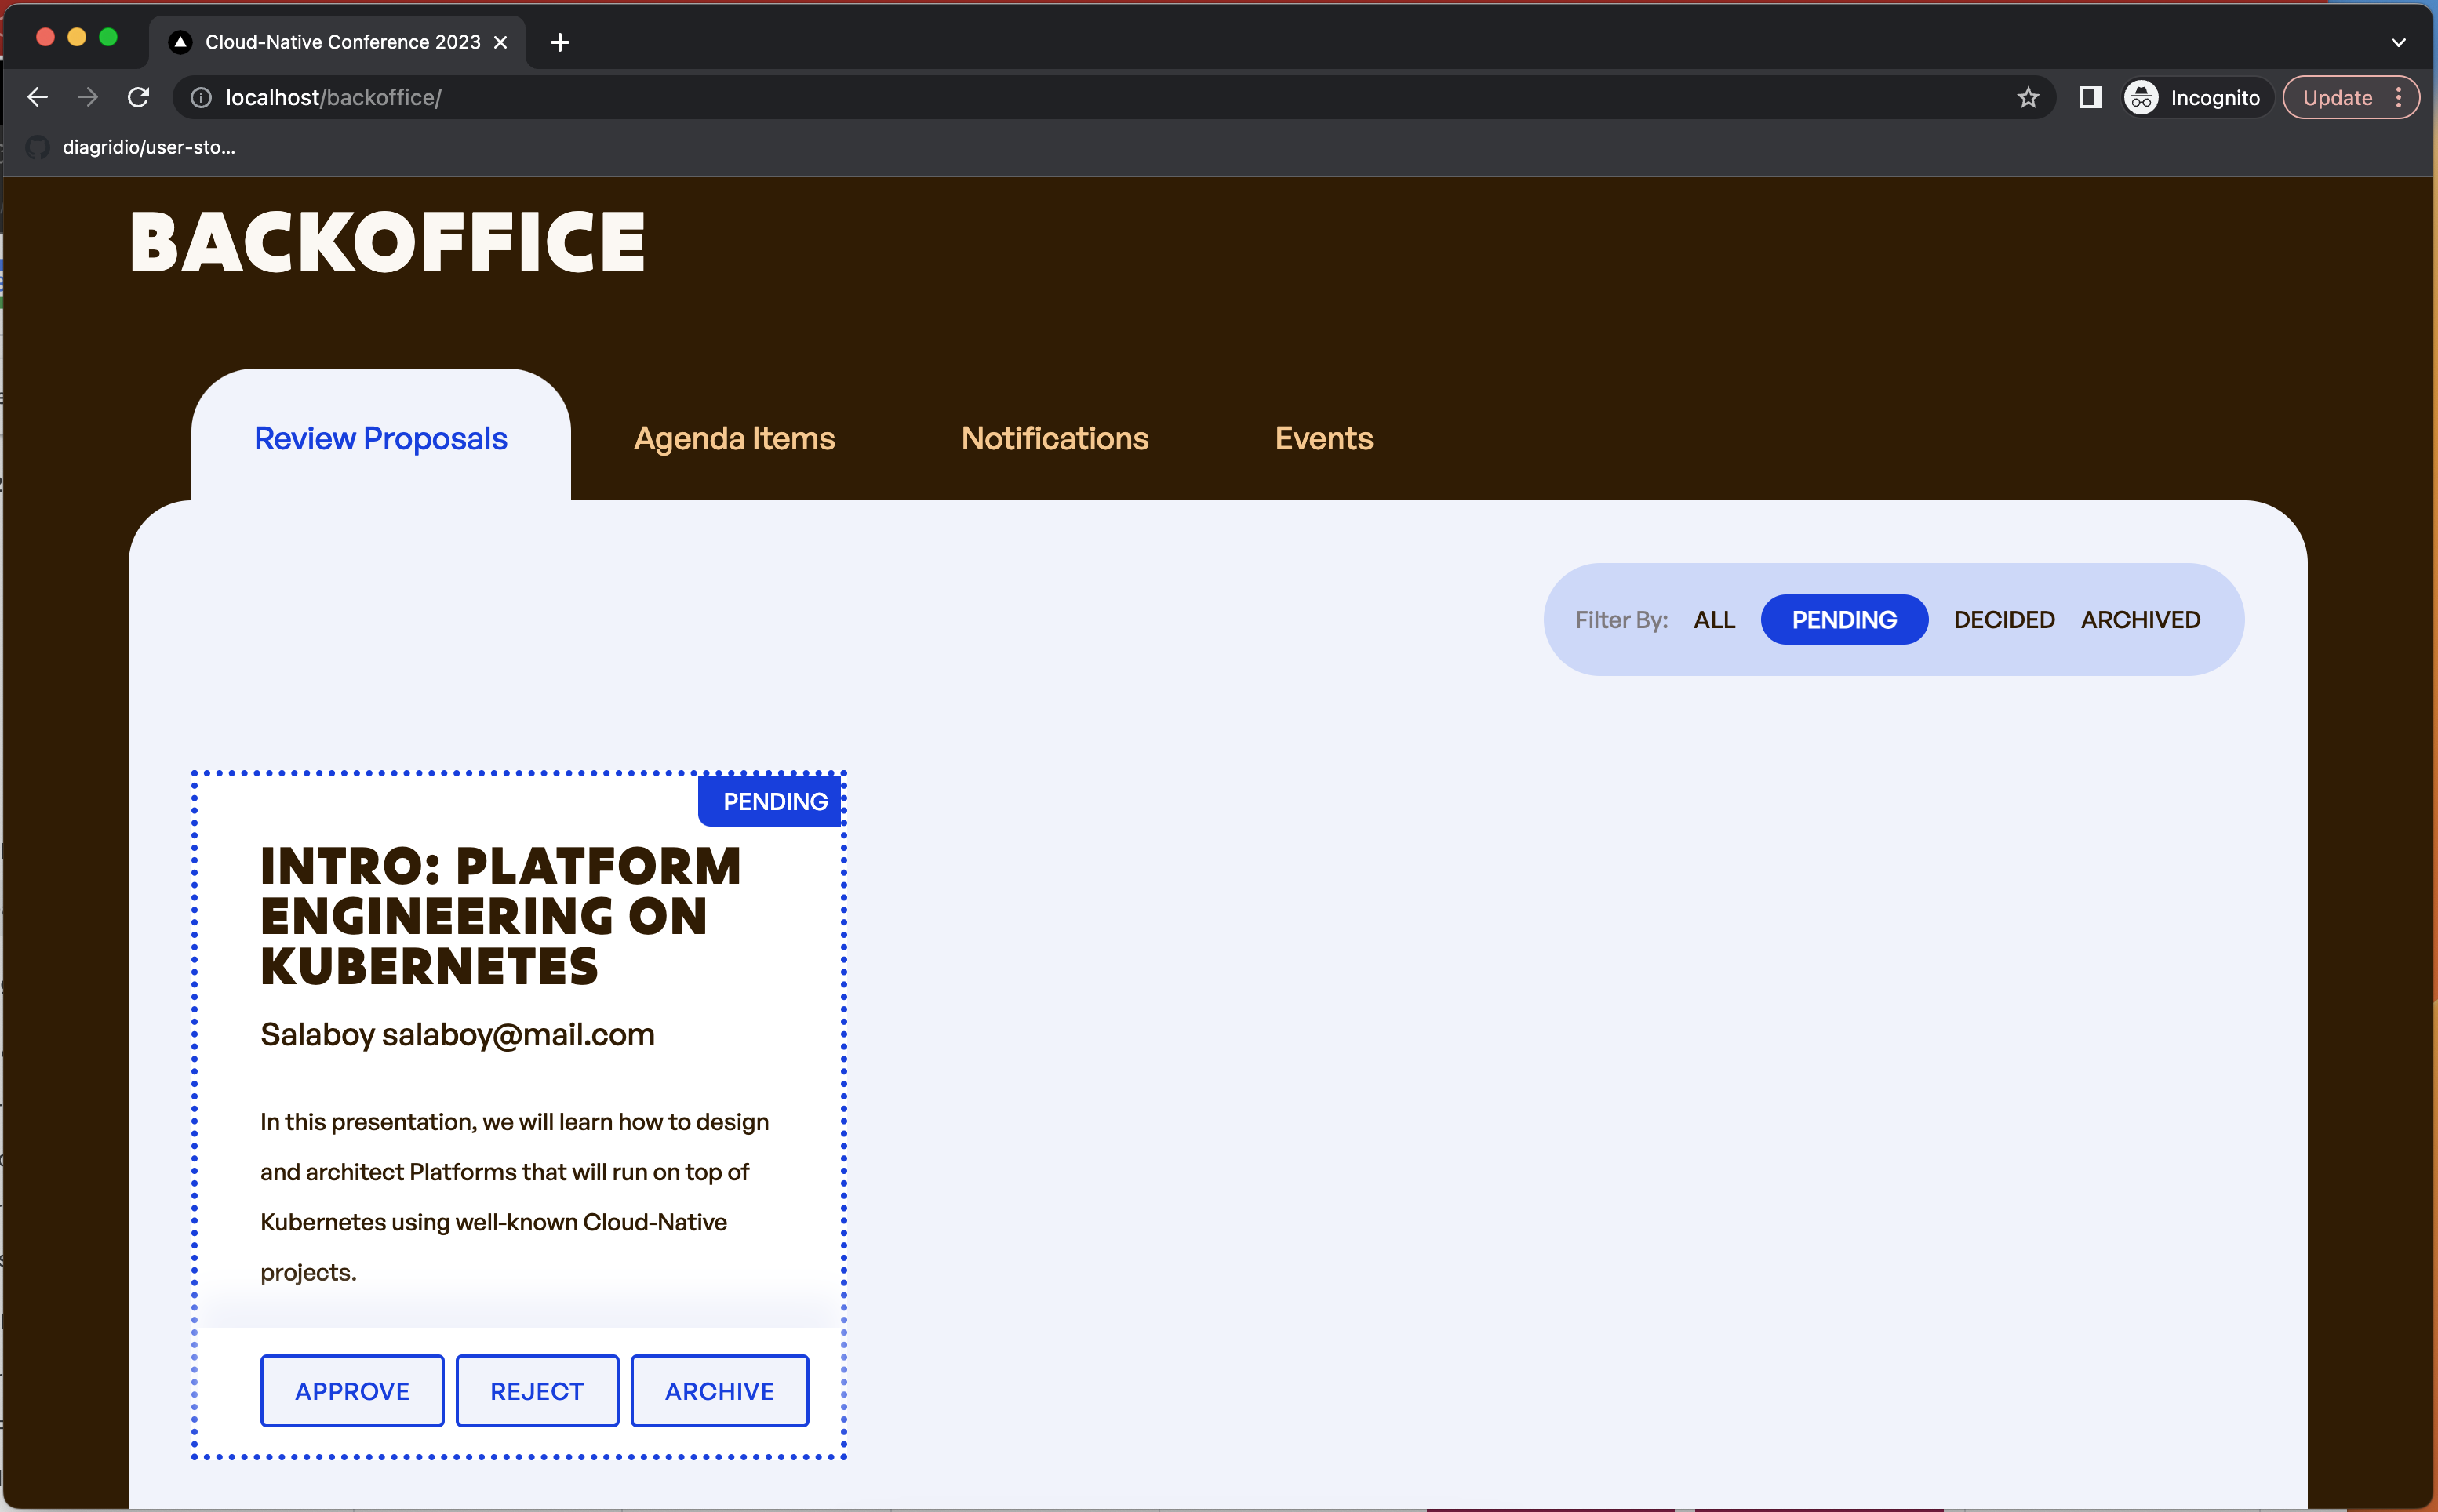 Cloud-Native Conference 2023
localhost/backoffice/
Incognito
Update
diagridio/user-sto...
BACKOFFICE
Review Proposals
Agenda Items
Notifications
Events
Filter By: ALL PENDING DECIDED ARCHIVED
PENDING
INTRO: PLATFORM
ENGINEERING ON
KUBERNETES
Salaboy salaboy@mail.com
In this presentation, we will learn how to design
and architect Platforms that will run on top of
Kubernetes using well-known Cloud-Native
projects.
APPROVE
REJECT
ARCHIVE